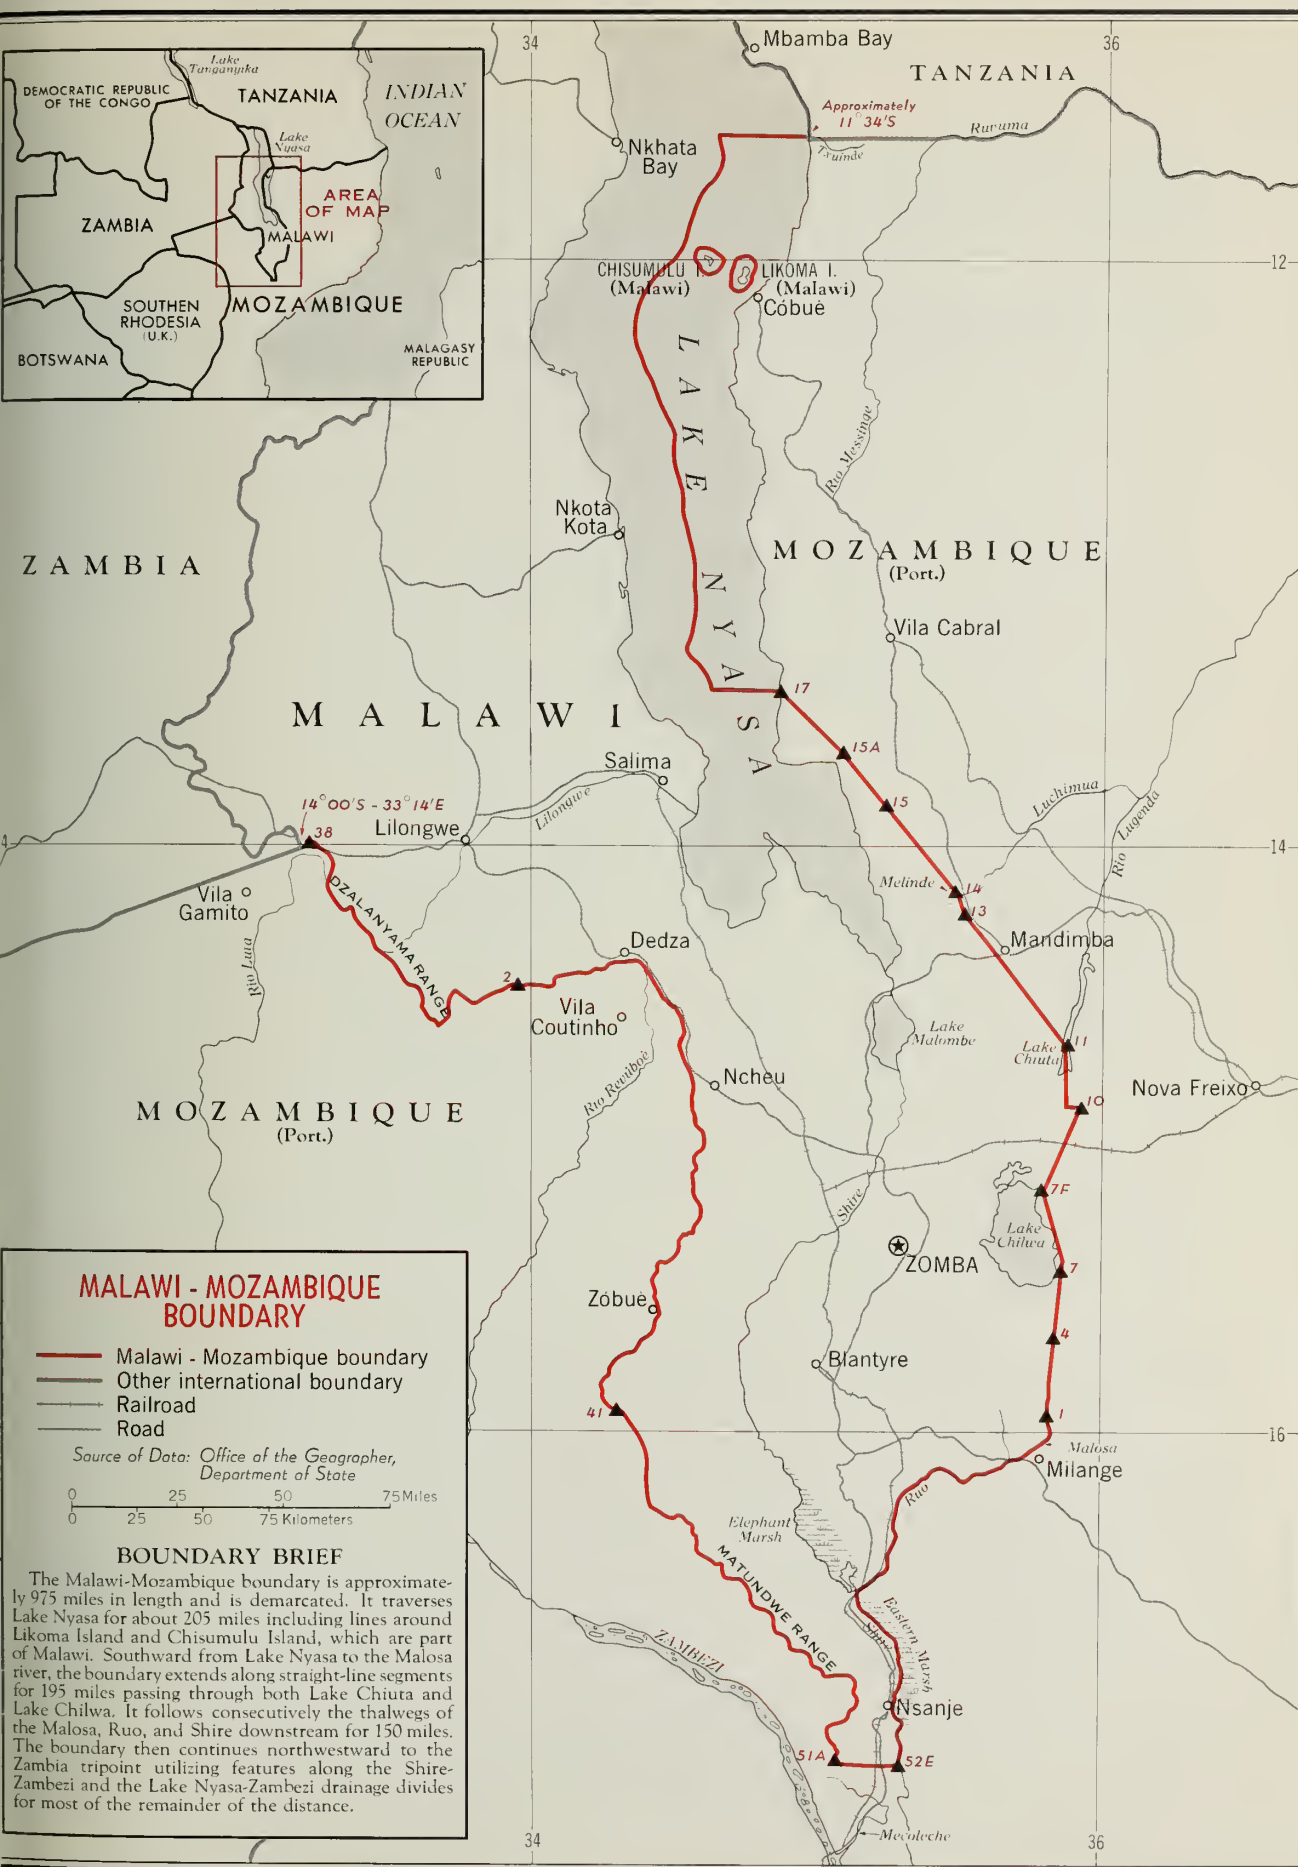 34
36
Mbamba Bay
TANZANIA
Approximately
11°34'S
Ruvuma
Txuinde
Nkhata
Bay
Lake
Tanganyika
DEMOCRATIC REPUBLIC
OF THE CONGO
TANZANIA
INDIAN
OCEAN
Lake
Nyasa
AREA
OF MAP
ZAMBIA
MALAWI
SOUTHEN
RHODESIA
(U.K.)
MOZAMBIQUE
BOTSWANA
MALAGASY
REPUBLIC
12
CHISUMULU I.
(Malawi)
LIKOMA I.
(Malawi)
Cóbuè
LAKE NYASA
Rio Messinge
Nkota
Kota
ZAMBIA
MOZAMBIQUE
(Port.)
Vila Cabral
17
MALAWI
15A
Salima
15
Luchimua
Lugenda
Rio
14°00'S - 33°14'E
38
Lilongwe
Lilongwe
4
14
Vila
Gamito
Melinde
14
13
DZALANYAMA RANGE
Dedza
Mandimba
Rio Luia
2
Vila
Coutinho
Lake
Malombe
Lake
Chiuta
11
Ncheu
Nova Freixo
Rio Revúboè
10
MOZAMBIQUE
(Port.)
7F
Shire
Lake
Chilwa
ZOMBA
7
Zóbuè
4
Blantyre
41
1
16
Malosa
Milange
Ruo
Elephant
Marsh
MATUNDWE RANGE
Eastern Marsh
Shire
ZAMBEZI
Nsanje
51A
52E
Mecoleche
34
36
MALAWI - MOZAMBIQUE
BOUNDARY
Malawi - Mozambique boundary
Other international boundary
Railroad
Road
Source of Data: Office of the Geographer,
Department of State
0 25 50 75 Miles
0 25 50 75 Kilometers
BOUNDARY BRIEF
The Malawi-Mozambique boundary is approximate-
ly 975 miles in length and is demarcated. It traverses
Lake Nyasa for about 205 miles including lines around
Likoma Island and Chisumulu Island, which are part
of Malawi. Southward from Lake Nyasa to the Malosa
river, the boundary extends along straight-line segments
for 195 miles passing through both Lake Chiuta and
Lake Chilwa. It follows consecutively the thalwegs of
the Malosa, Ruo, and Shire downstream for 150 miles.
The boundary then continues northwestward to the
Zambia tripoint utilizing features along the Shire-
Zambezi and the Lake Nyasa-Zambezi drainage divides
for most of the remainder of the distance.